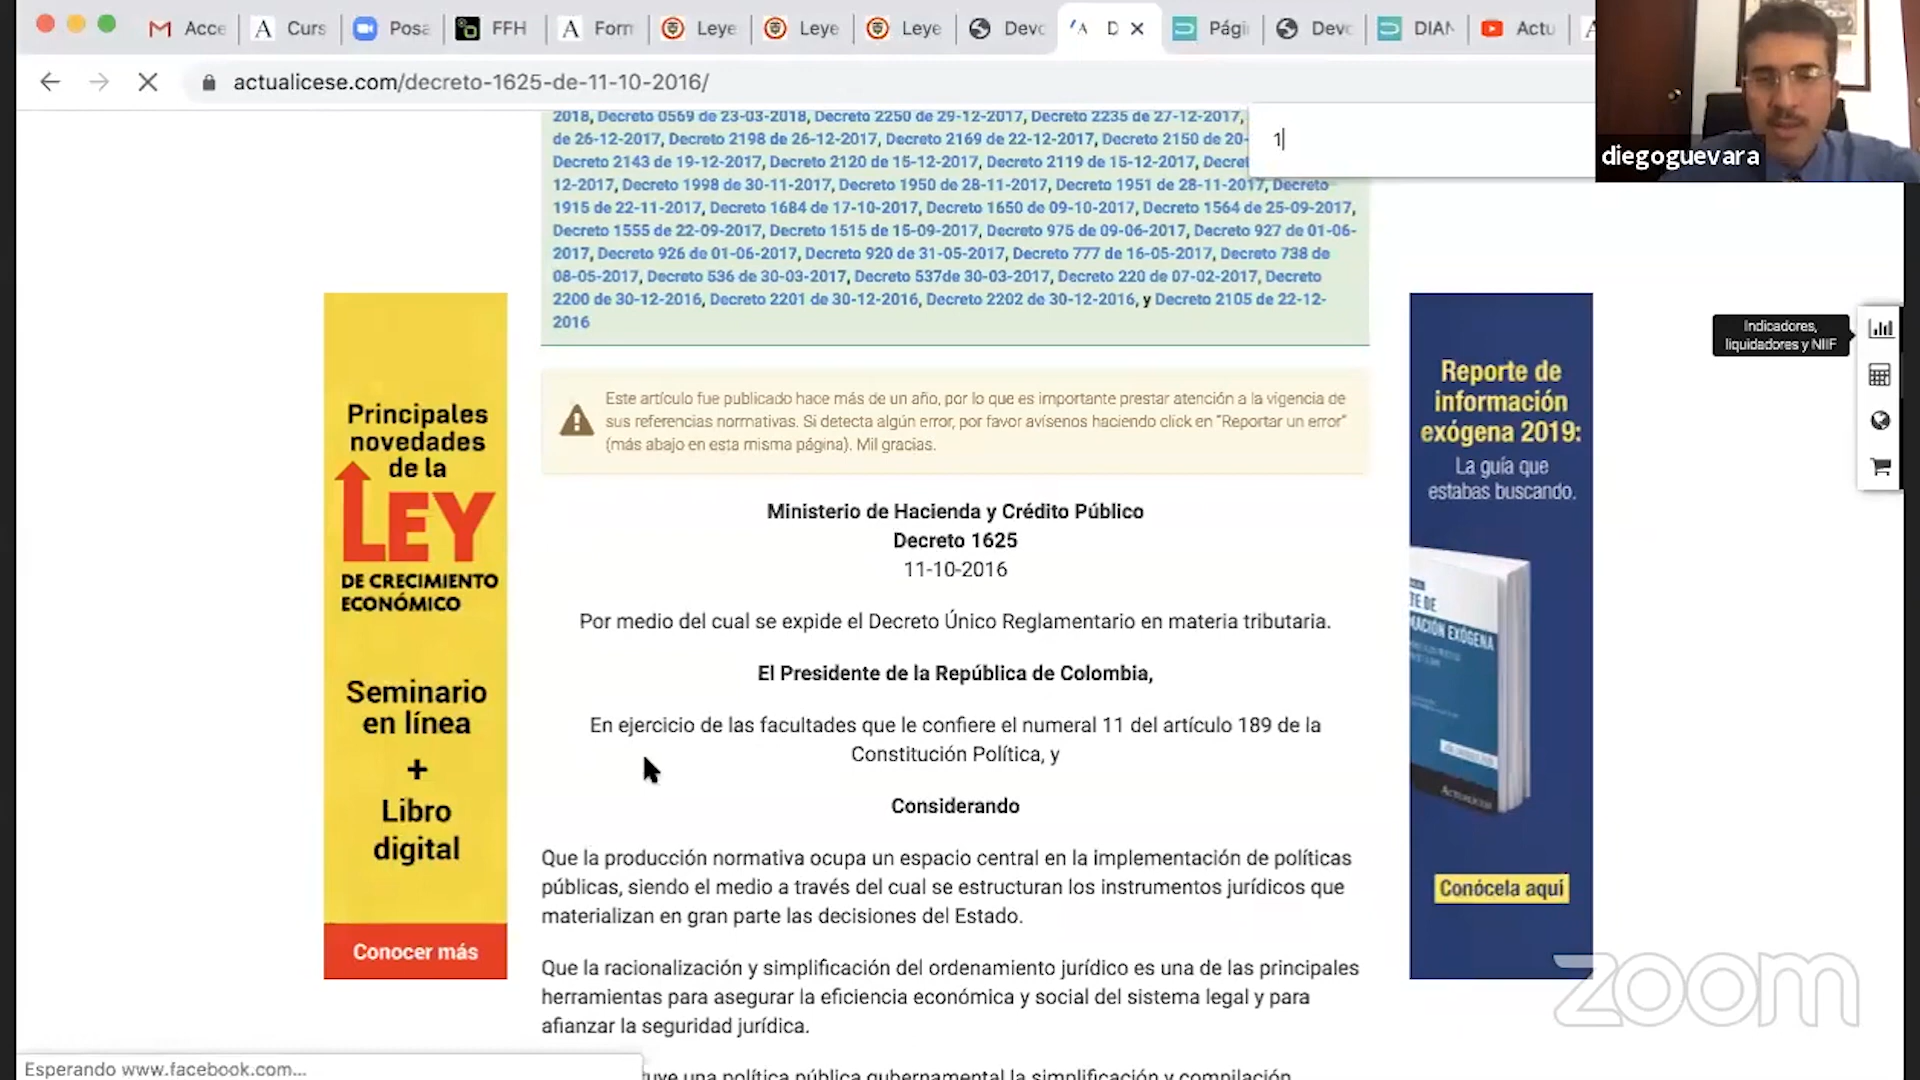 Acce
Curs
Posa
FFH
Form
Leye
Leye
Leye
Devo
D
Pági
Devo
DIAN
Actu
actualicese.com/decreto-1625-de-11-10-2016/
1
diegoguevara
2018, Decreto 0569 de 23-03-2018, Decreto 2250 de 29-12-2017, Decreto 2235 de 27-12-2017,
de 26-12-2017, Decreto 2198 de 26-12-2017, Decreto 2169 de 22-12-2017, Decreto 2150 de 20-
Decreto 2143 de 19-12-2017, Decreto 2120 de 15-12-2017, Decreto 2119 de 15-12-2017, Decret
12-2017, Decreto 1998 de 30-11-2017, Decreto 1950 de 28-11-2017, Decreto 1951 de 28-11-2017, Decreto
1915 de 22-11-2017, Decreto 1684 de 17-10-2017, Decreto 1650 de 09-10-2017, Decreto 1564 de 25-09-2017,
Decreto 1555 de 22-09-2017, Decreto 1515 de 15-09-2017, Decreto 975 de 09-06-2017, Decreto 927 de 01-06-
2017, Decreto 926 de 01-06-2017, Decreto 920 de 31-05-2017, Decreto 777 de 16-05-2017, Decreto 738 de
08-05-2017, Decreto 536 de 30-03-2017, Decreto 537de 30-03-2017, Decreto 220 de 07-02-2017, Decreto
2200 de 30-12-2016, Decreto 2201 de 30-12-2016, Decreto 2202 de 30-12-2016, y Decreto 2105 de 22-12-
2016
Indicadores,
liquidadores y NIIF
Este artículo fue publicado hace más de un año, por lo que es importante prestar atención a la vigencia de
sus referencias normativas. Si detecta algún error, por favor avísenos haciendo click en "Reportar un error"
(más abajo en esta misma página). Mil gracias.
Principales
novedades
de la
LEY
DE CRECIMIENTO
ECONÓMICO
Seminario
en línea
+
Libro
digital
Conocer más
Ministerio de Hacienda y Crédito Público
Decreto 1625
11-10-2016
Por medio del cual se expide el Decreto Único Reglamentario en materia tributaria.
El Presidente de la República de Colombia,
En ejercicio de las facultades que le confiere el numeral 11 del artículo 189 de la
Constitución Política, y
Considerando
Que la producción normativa ocupa un espacio central en la implementación de políticas
públicas, siendo el medio a través del cual se estructuran los instrumentos jurídicos que
materializan en gran parte las decisiones del Estado.
Que la racionalización y simplificación del ordenamiento jurídico es una de las principales
herramientas para asegurar la eficiencia económica y social del sistema legal y para
afianzar la seguridad jurídica.
tuye una política pública gubernamental la simplificación y compilación
Reporte de
información
exógena 2019:
La guía que
estabas buscando.
TE DE
MACIÓN EXÓGENA
Actualícese
Conócela aquí
zoom
Esperando www.facebook.com...